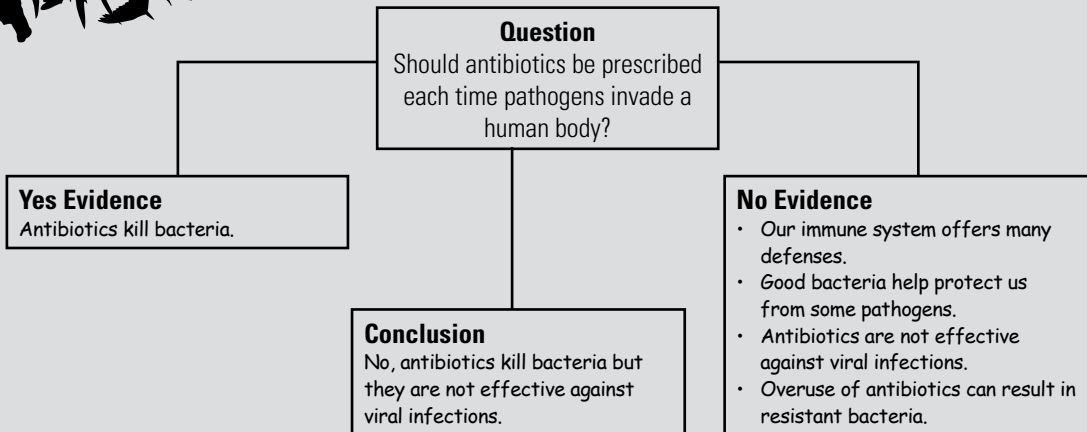 Question
Should antibiotics be prescribed
each time pathogens invade a
human body?
Yes Evidence
Antibiotics kill bacteria.
Conclusion
No, antibiotics kill bacteria but
they are not effective against
viral infections.
No Evidence
• Our immune system offers many
defenses.
• Good bacteria help protect us
from some pathogens.
• Antibiotics are not effective
against viral infections.
• Overuse of antibiotics can result in
resistant bacteria.